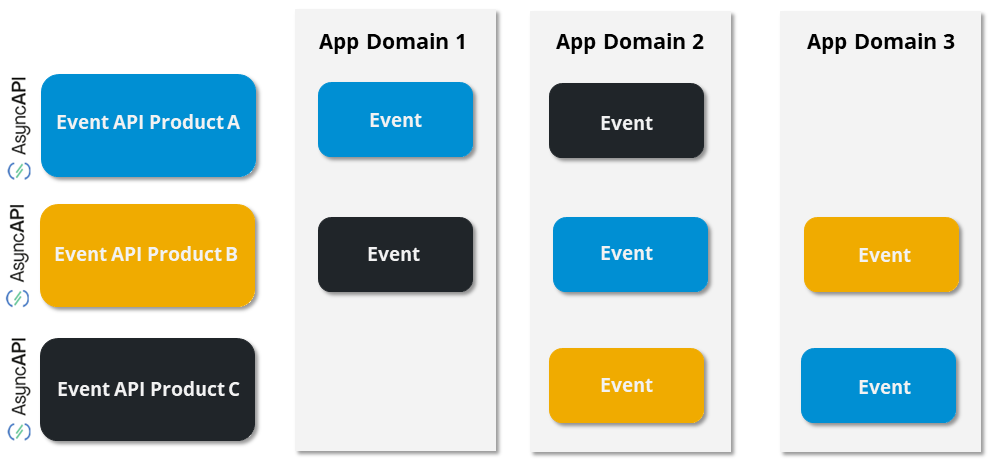 App Domain 1
App Domain 2
App Domain 3
AsyncAPI
Event API Product A
Event
Event
AsyncAPI
Event API Product B
Event
Event
Event
AsyncAPI
Event API Product C
Event
Event